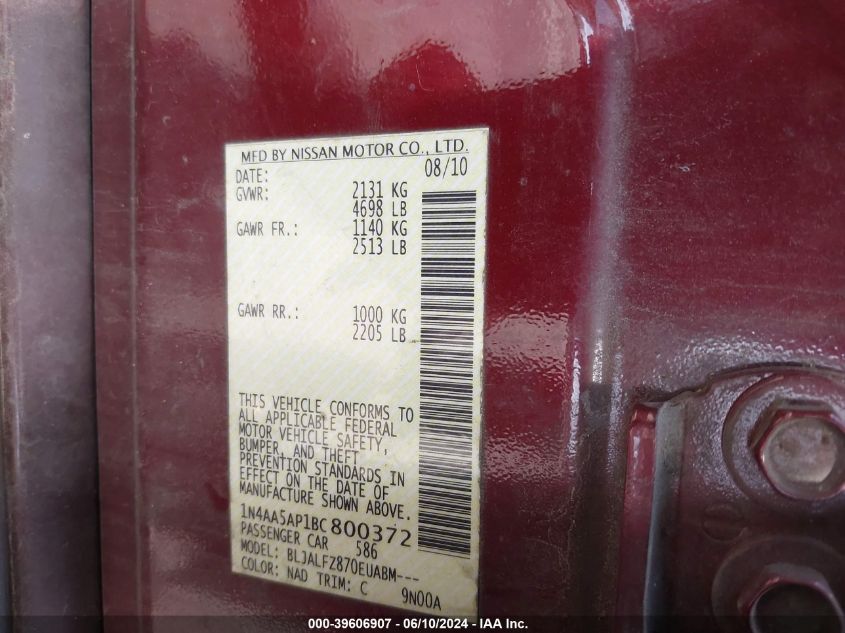 MFD BY NISSAN MOTOR CO., LTD.
DATE: 08/10
GVWR: 2131 KG
4698 LB
GAWR FR.: 1140 KG
2513 LB
GAWR RR.: 1000 KG
2205 LB
THIS VEHICLE CONFORMS TO
ALL APPLICABLE FEDERAL
MOTOR VEHICLE SAFETY,
BUMPER, AND THEFT
PREVENTION STANDARDS IN
EFFECT ON THE DATE OF
MANUFACTURE SHOWN ABOVE.
1N4AA5AP1BC800372
PASSENGER CAR 586
MODEL: BLJALFZ870EUABM---
COLOR: NAD TRIM: C 9N00A
000-39606907 - 06/10/2024 - IAA Inc.